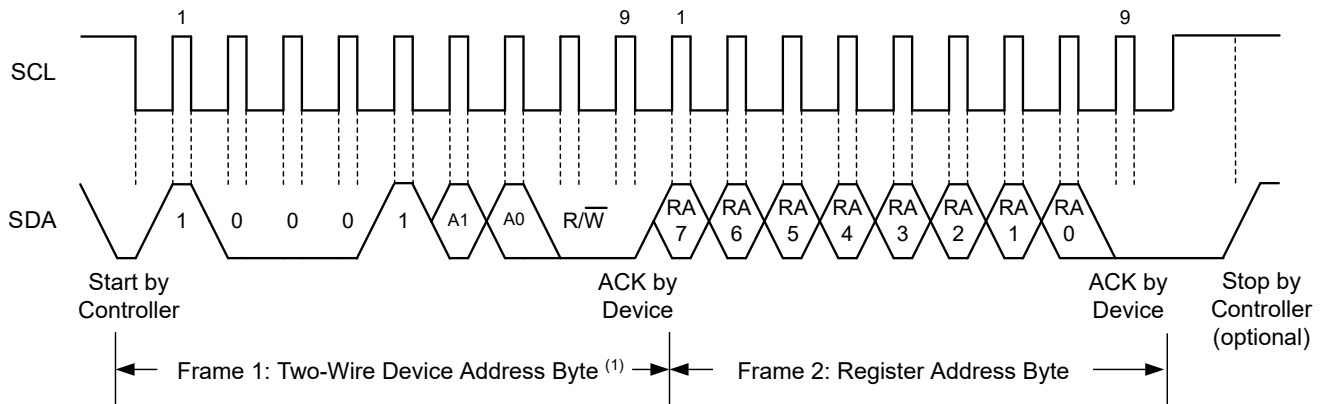 1 9 1 9
SCL
SDA
1 0 0 0 1 A1 A0 R/W̅ RA RA RA RA RA RA RA RA
7 6 5 4 3 2 1 0
Start by
Controller
ACK by
Device
ACK by
Device
Stop by
Controller
(optional)
Frame 1: Two-Wire Device Address Byte (1)
Frame 2: Register Address Byte